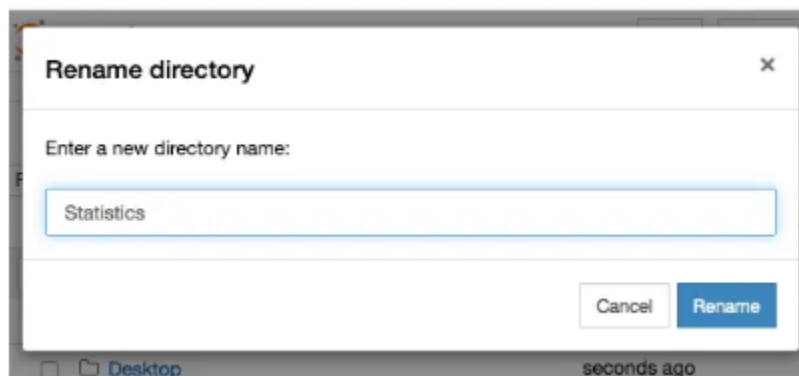 Rename directory
×
Enter a new directory name:
Statistics
Cancel Rename
Desktop seconds ago